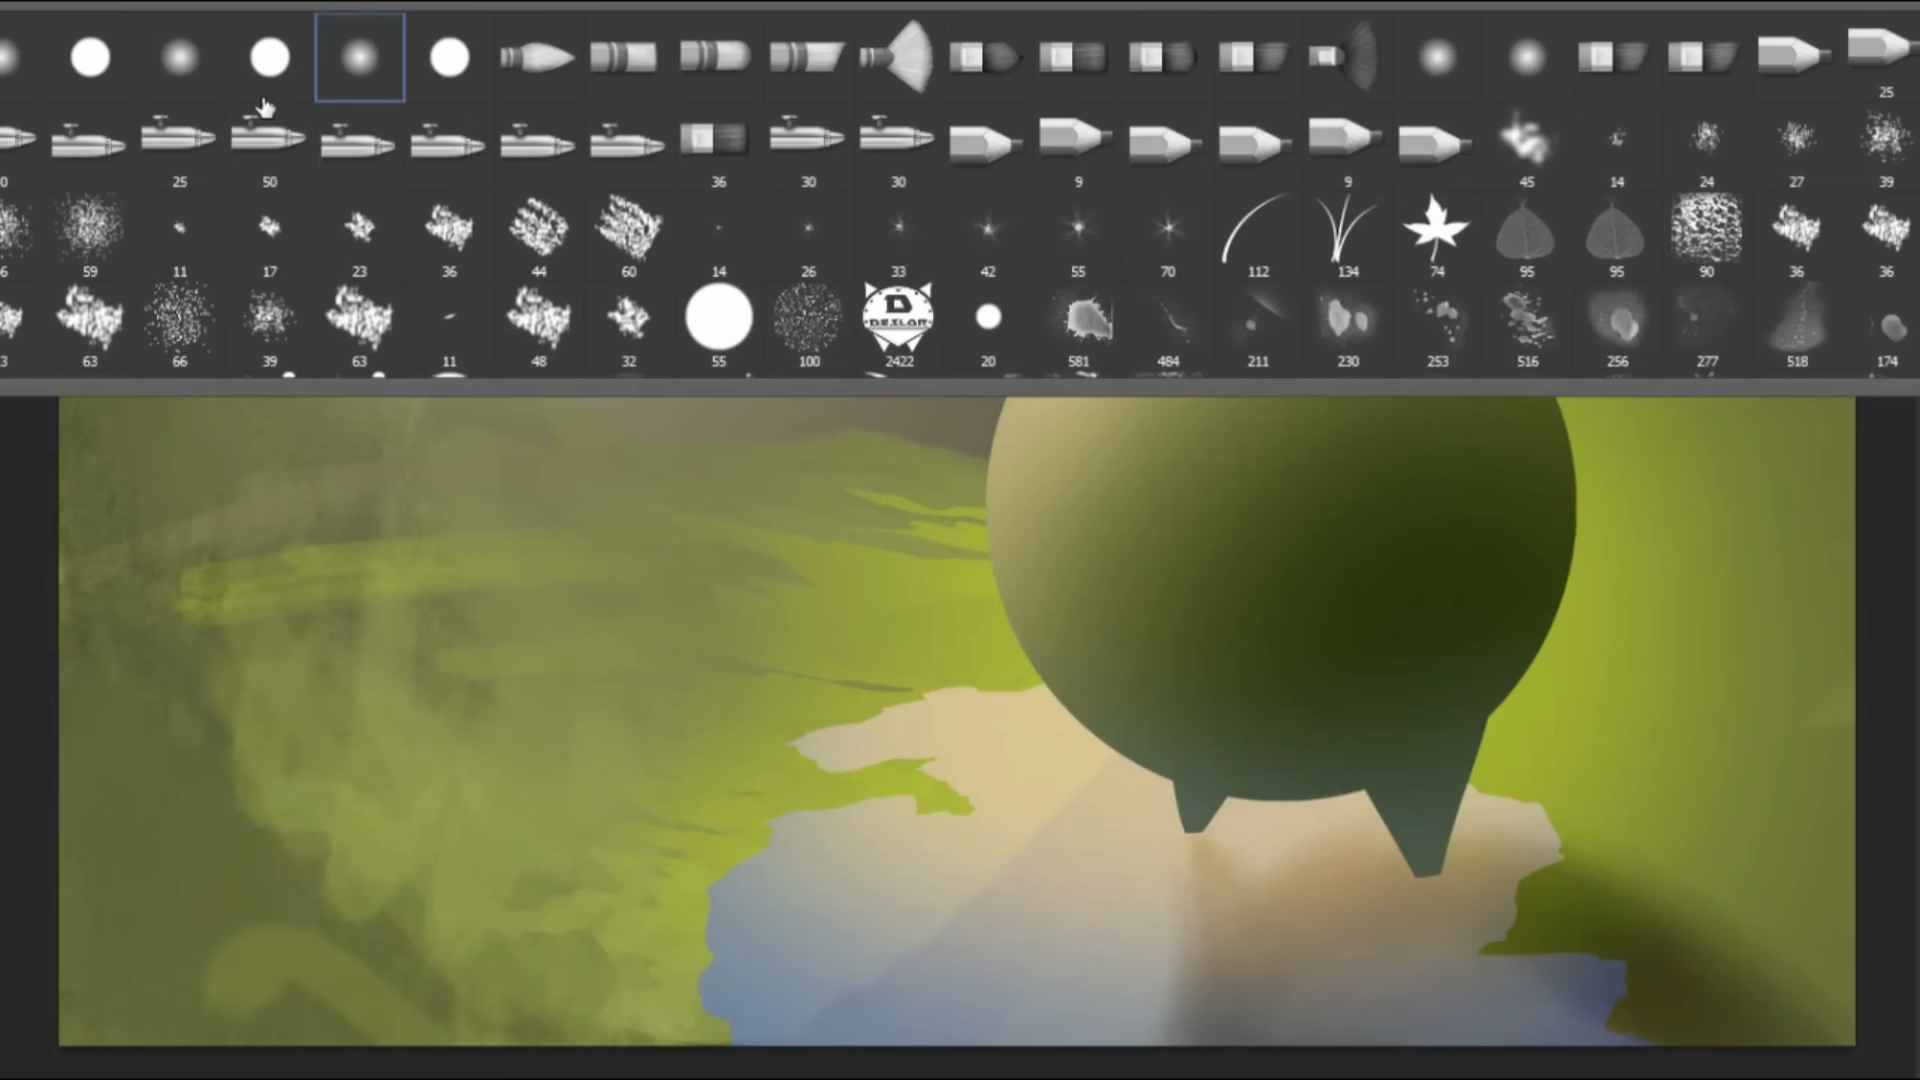 25
0 25 50 36 30 30 9 9 45 14 24 27 39
6 59 11 17 23 36 44 60 14 26 33 42 55 70 112 134 74 95 95 90 36 36
D
DESLAR
3 63 66 39 63 11 48 32 55 100 2422 20 581 484 211 230 253 516 256 277 518 174